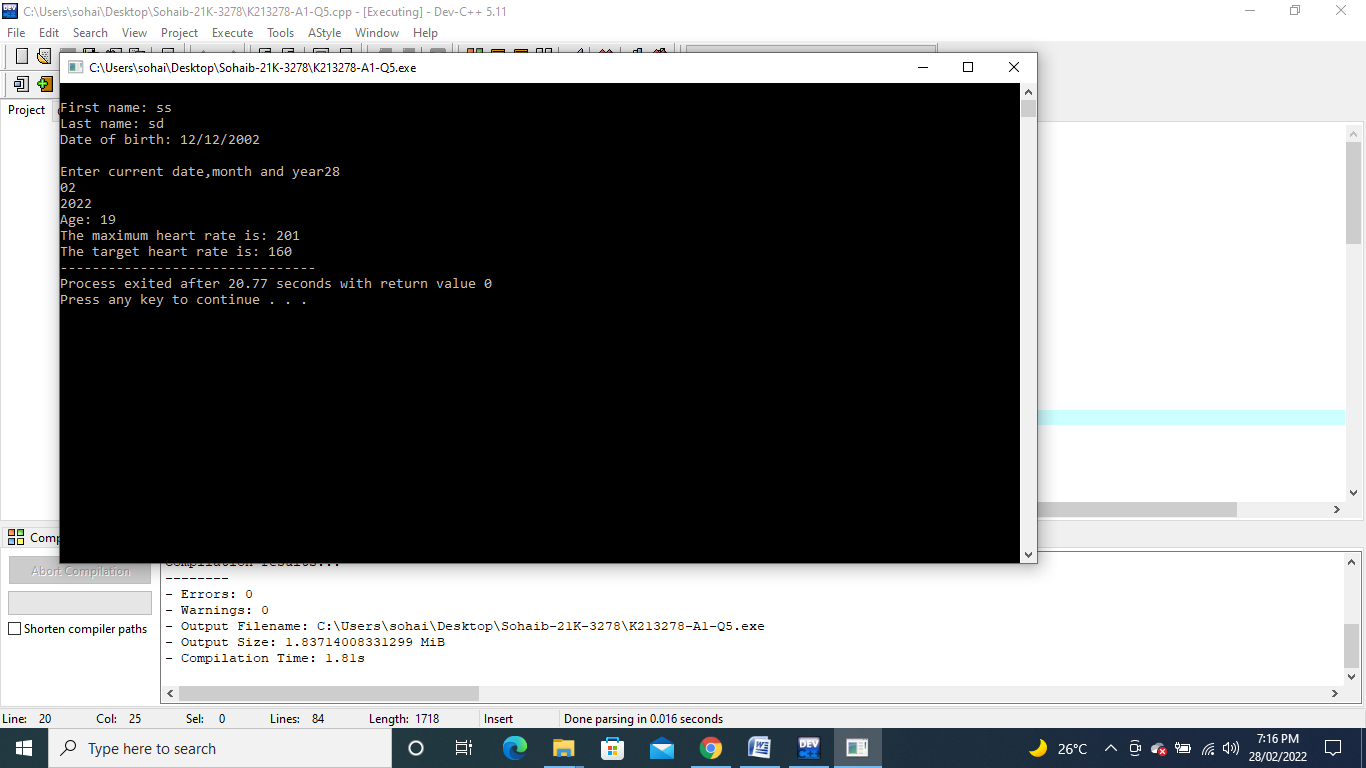 C:\Users\sohai\Desktop\Sohaib-21K-3278\K213278-A1-Q5.cpp - [Executing] - Dev-C++ 5.11
File Edit Search View Project Execute Tools AStyle Window Help
C:\Users\sohai\Desktop\Sohaib-21K-3278\K213278-A1-Q5.exe
Project
First name: ss
Last name: sd
Date of birth: 12/12/2002
Enter current date,month and year28
02
2022
Age: 19
The maximum heart rate is: 201
The target heart rate is: 160
--------------------------------
Process exited after 20.77 seconds with return value 0
Press any key to continue . . .
Comp
Abort Compilation
Shorten compiler paths
Compilation results...
--------
- Errors: 0
- Warnings: 0
- Output Filename: C:\Users\sohai\Desktop\Sohaib-21K-3278\K213278-A1-Q5.exe
- Output Size: 1.83714008331299 MiB
- Compilation Time: 1.81s
Line: 20 Col: 25 Sel: 0 Lines: 84 Length: 1718 Insert Done parsing in 0.016 seconds
Type here to search
DEV
26°C
7:16 PM
28/02/2022